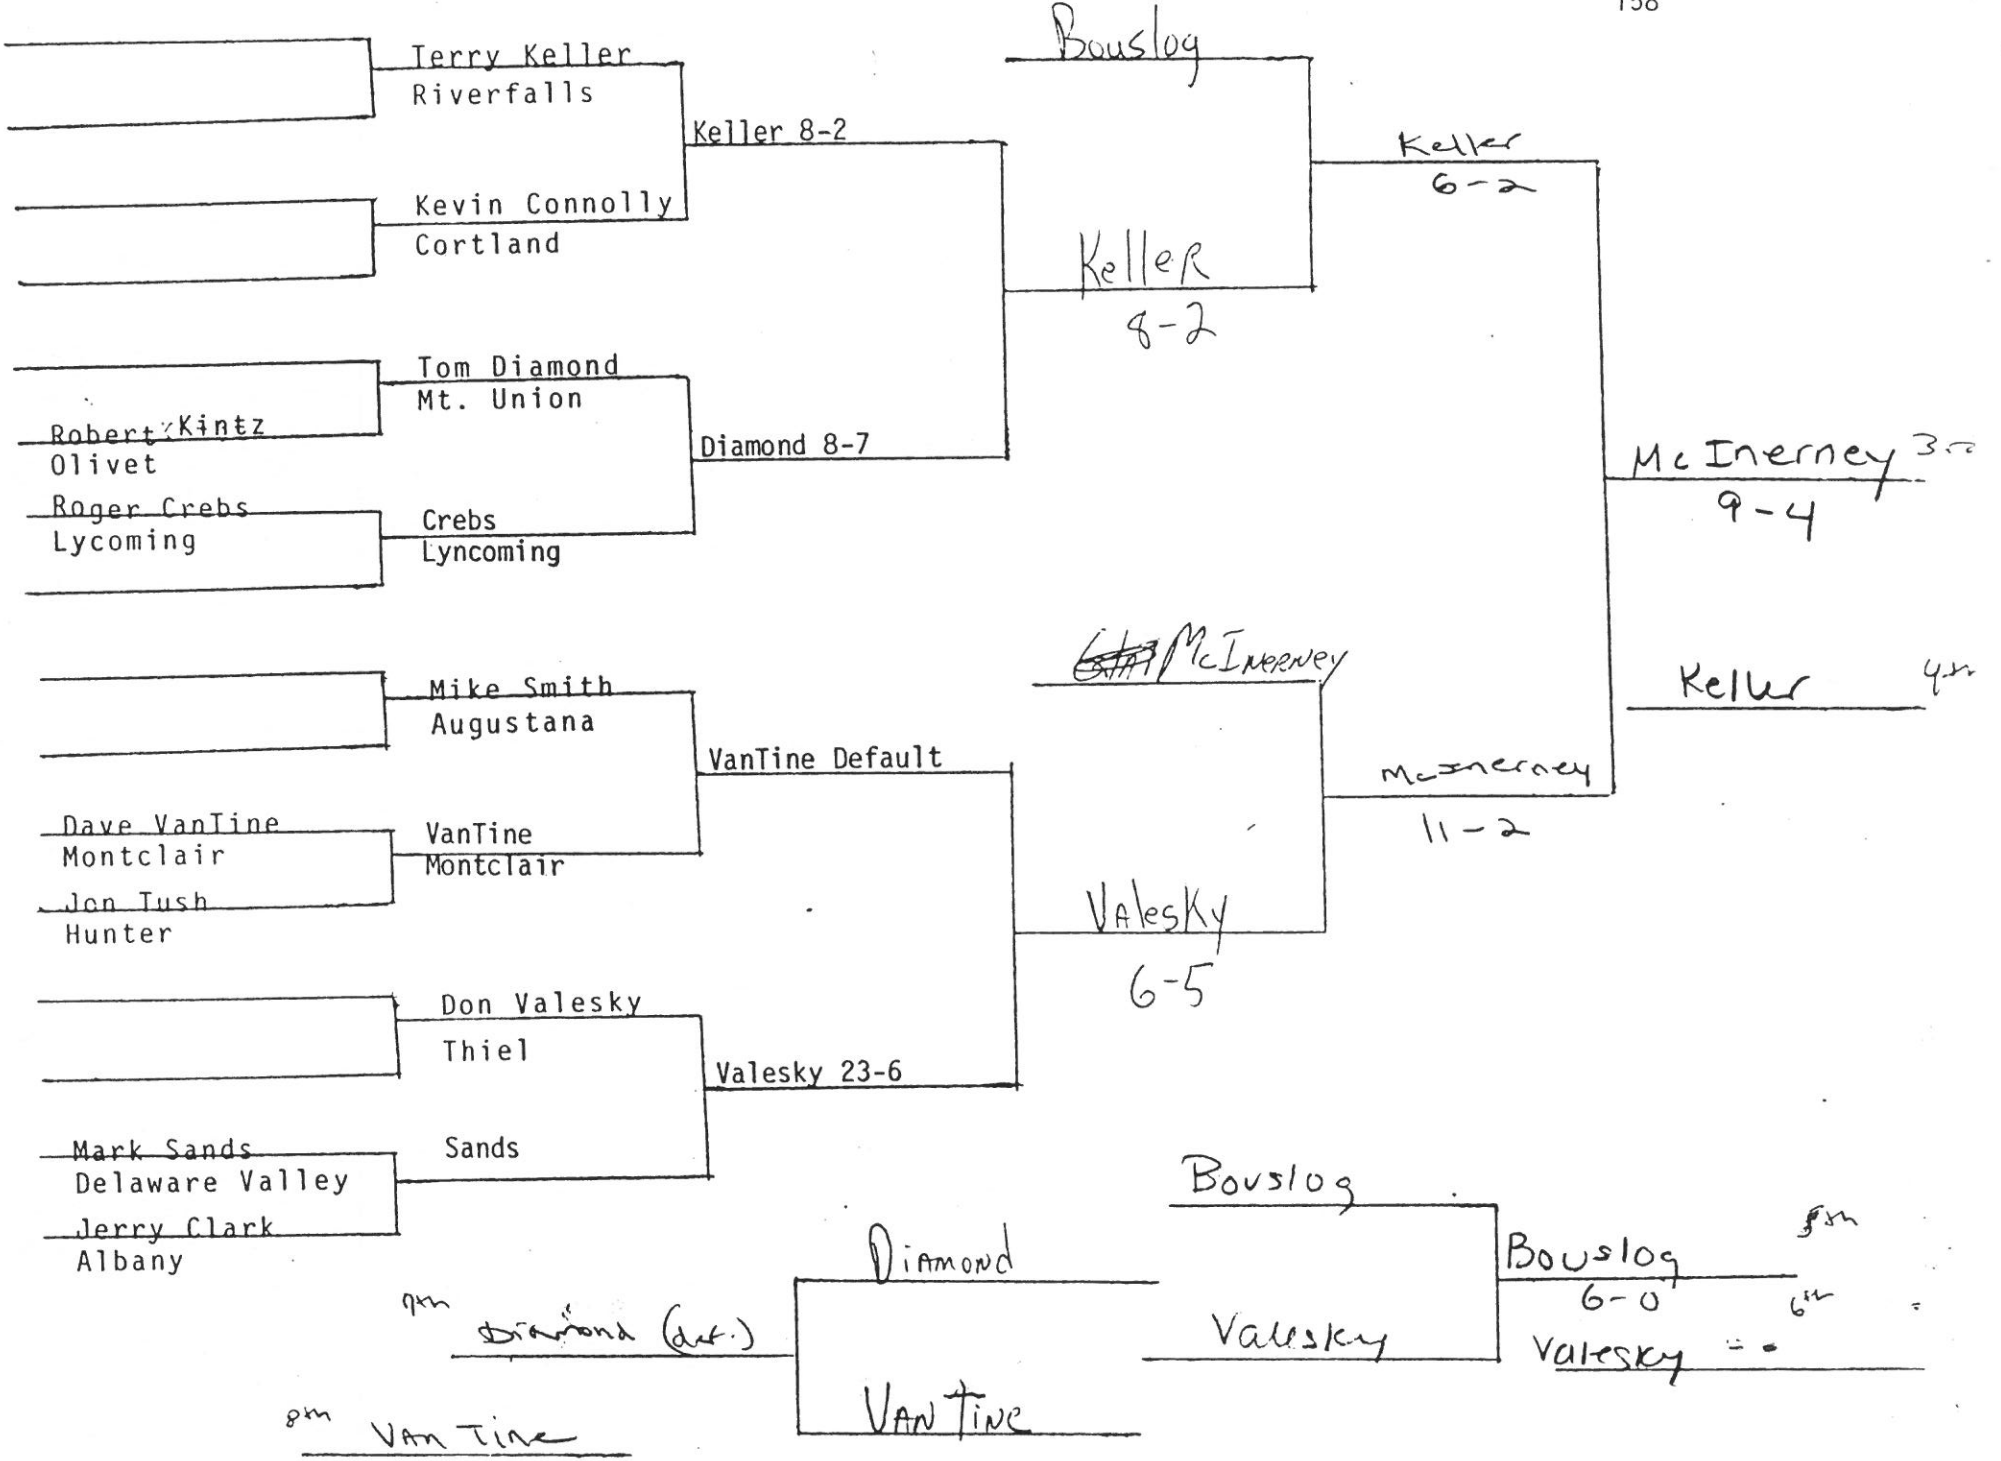 158
Terry Keller
Riverfalls
Keller 8-2
Kevin Connolly
Cortland
Tom Diamond
Mt. Union
Robert Kintz
Olivet
Diamond 8-7
Roger Crebs
Lycoming
Crebs
Lyncoming
Mike Smith
Augustana
VanTine Default
Dave VanTine
Montclair
VanTine
Montclair
Jon Tush
Hunter
Don Valesky
Thiel
Valesky 23-6
Mark Sands
Delaware Valley
Sands
Jerry Clark
Albany
Bouslog
Keller
8-2
Keller
6-2
McInerney
Valesky
6-5
McInerney
11-2
McInerney
9-4
Keller 4th
Bouslog
Valesky
Bouslog 5th
6-0
6th
Valesky
Diamond
Van Tine
7th
Diamond (def.)
8th
Van Tine